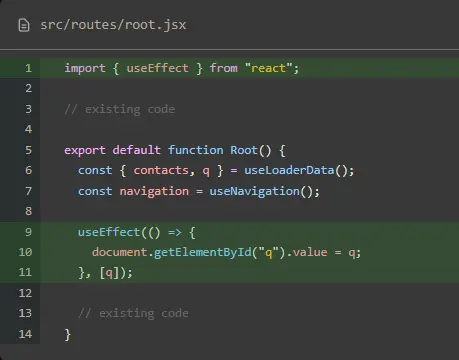 src/routes/root.jsx
1 import { useEffect } from "react";
2
3 // existing code
4
5 export default function Root() {
6 const { contacts, q } = useLoaderData();
7 const navigation = useNavigation();
8
9 useEffect(() => {
10 document.getElementById("q").value = q;
11 }, [q]);
12
13 // existing code
14 }